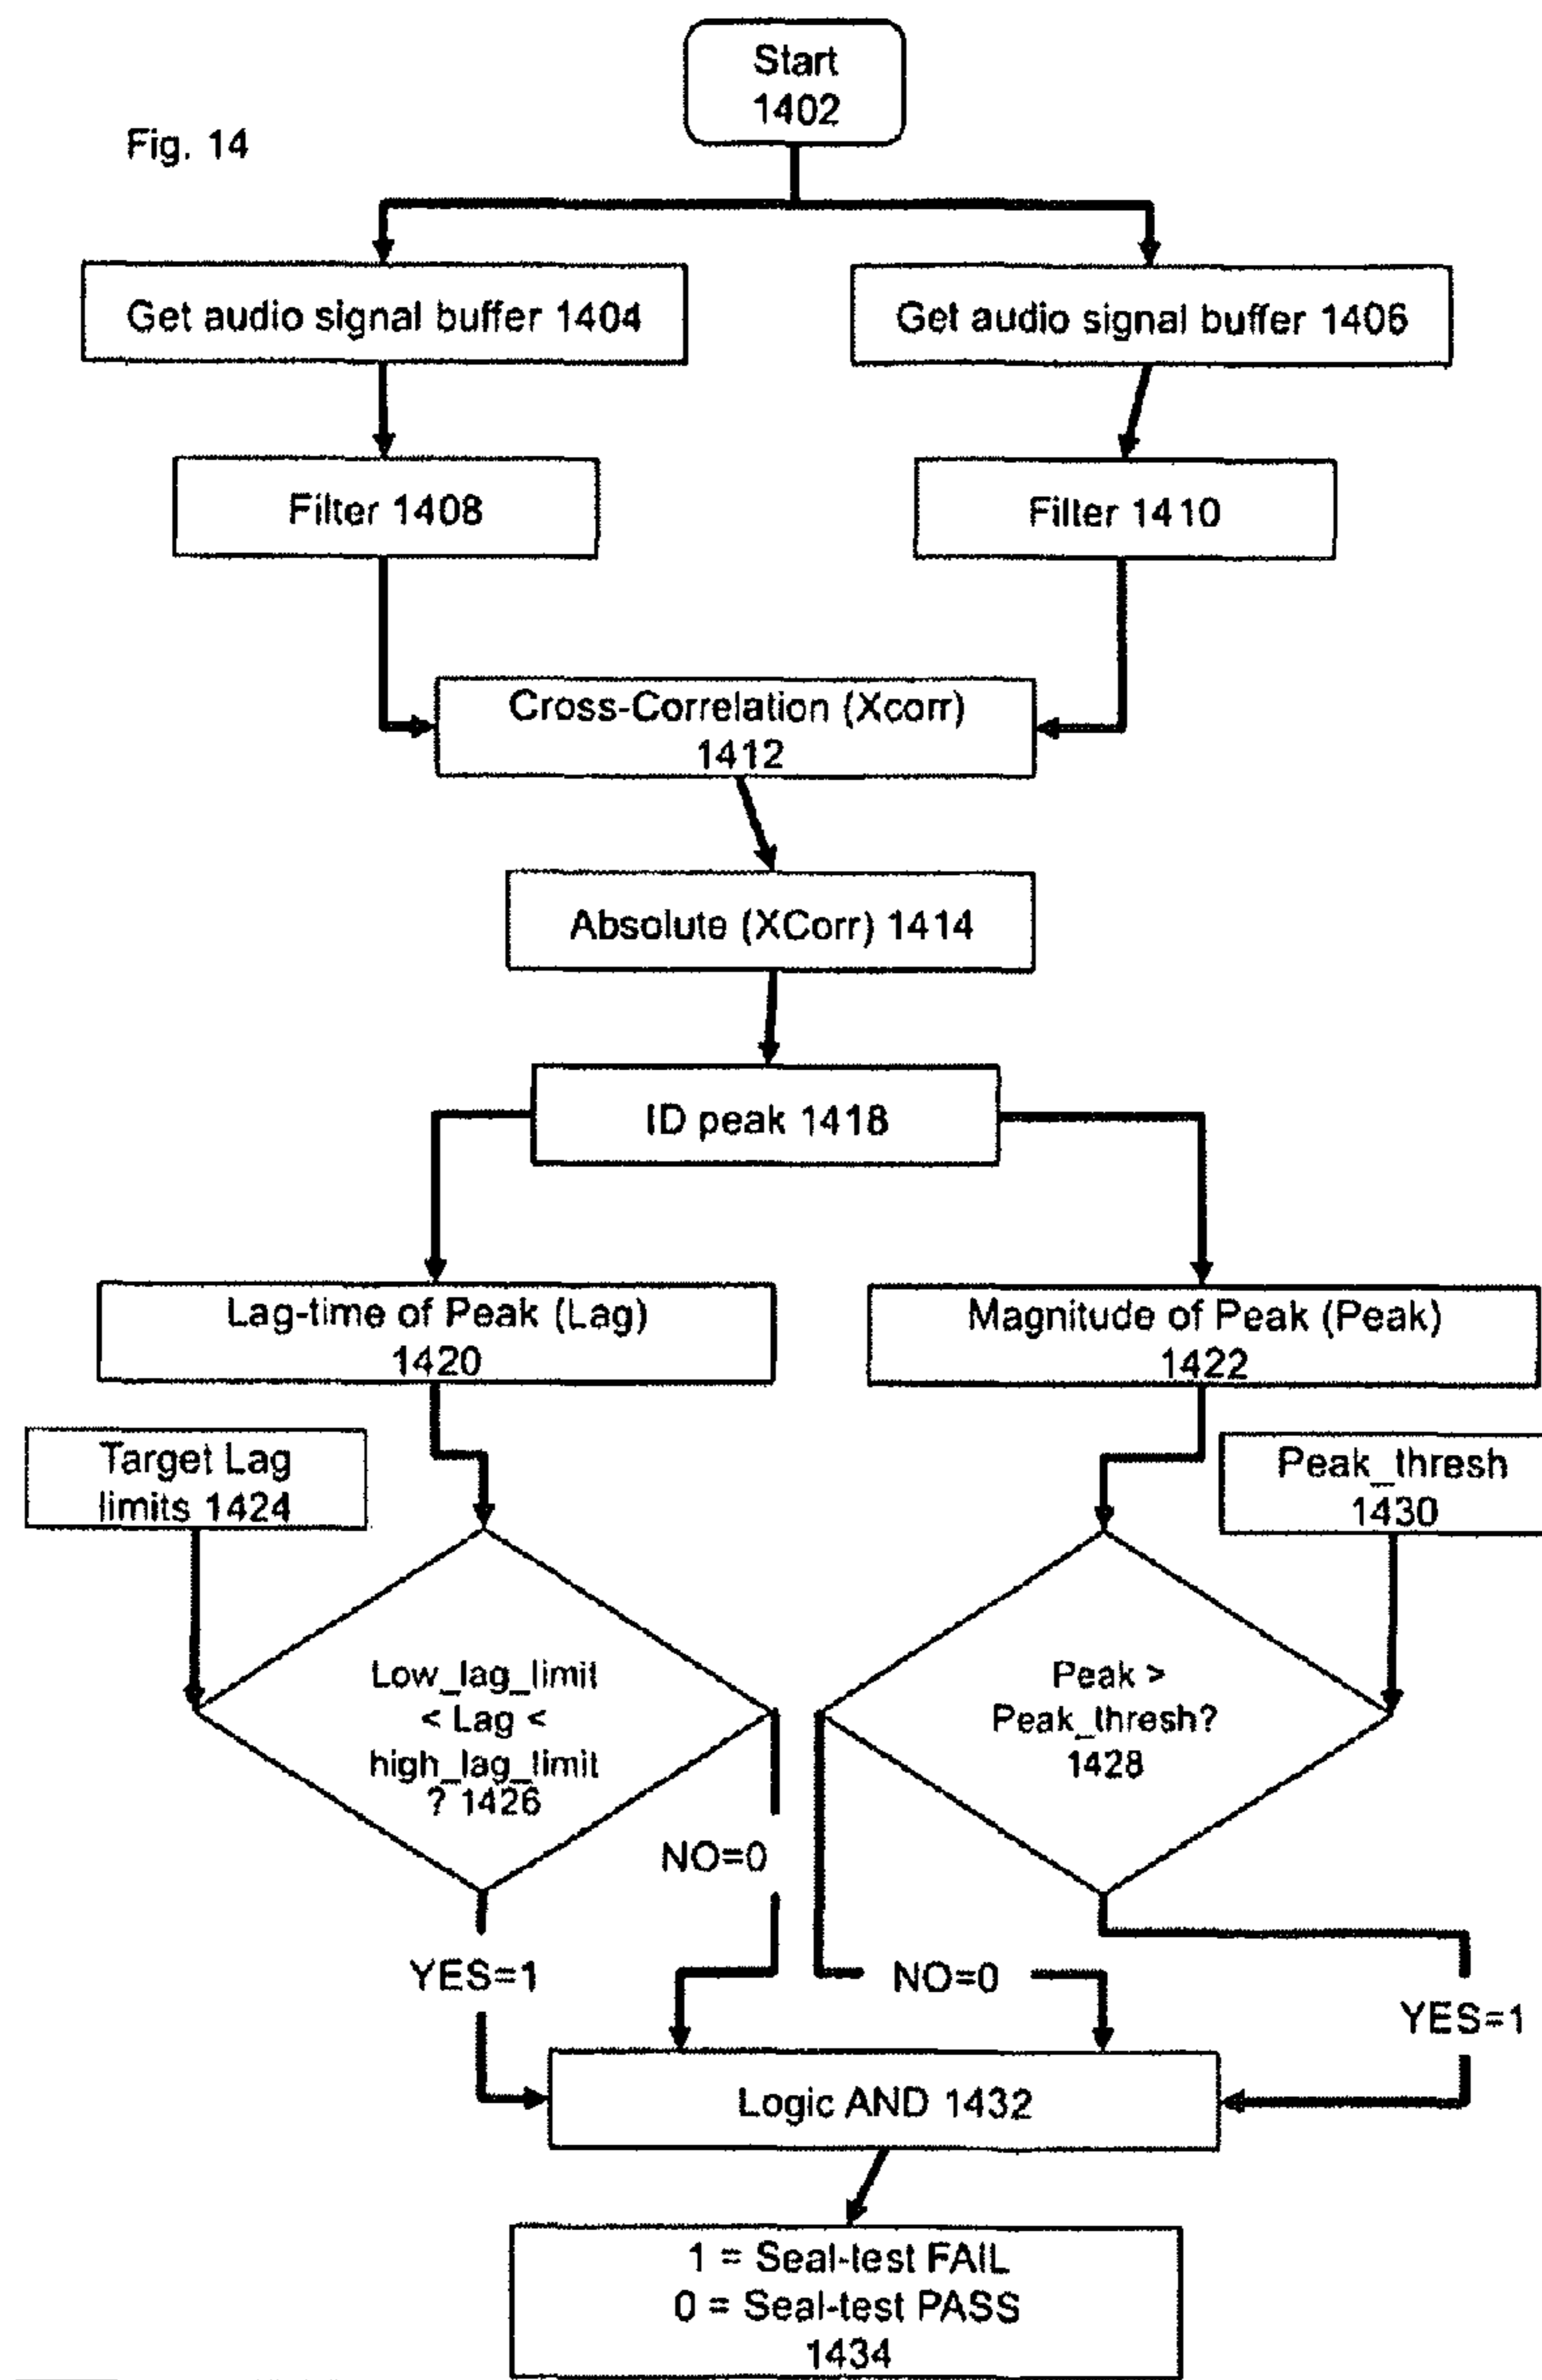 Start
1402
Fig. 14
Get audio signal buffer 1404
Get audio signal buffer 1406
Filter 1408
Filter 1410
Cross-Correlation (Xcorr)
1412
Absolute (XCorr) 1414
ID peak 1418
Lag-time of Peak (Lag)
1420
Magnitude of Peak (Peak)
1422
Target Lag
limits 1424
Peak_thresh
1430
Low_lag_limit
< Lag <
high_lag_limit
? 1426
Peak >
Peak_thresh?
1428
NO=0
YES=1
NO=0
YES=1
Logic AND 1432
1 = Seal-test FAIL
0 = Seal-test PASS
1434